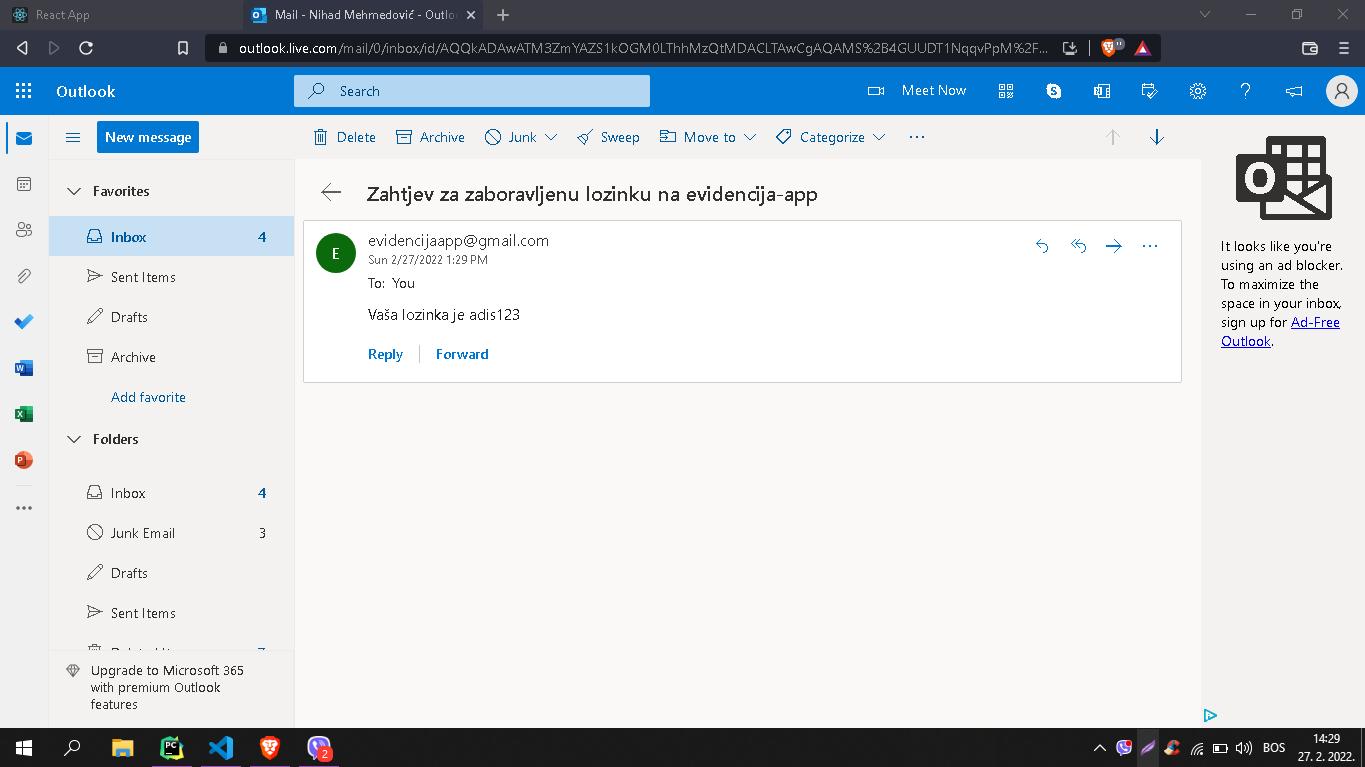 React App
Mail - Nihad Mehmedović - Outlo
outlook.live.com/mail/0/inbox/id/AQQkADAwATM3ZmYAZS1kOGM0LThhMzQtMDACLTAwCgAQAMS%2B4GUUDT1NqqvPpM%2F...
Outlook
Search
Meet Now
New message
Delete
Archive
Junk
Sweep
Move to
Categorize
Favorites
Inbox 4
Sent Items
Drafts
Archive
Add favorite
Folders
Inbox 4
Junk Email 3
Drafts
Sent Items
Upgrade to Microsoft 365
with premium Outlook
features
Zahtjev za zaboravljenu lozinku na evidencija-app
E
evidencijaapp@gmail.com
Sun 2/27/2022 1:29 PM
To: You
Vaša lozinka je adis123
Reply
Forward
It looks like you're
using an ad blocker.
To maximize the
space in your inbox,
sign up for Ad-Free
Outlook.
2
BOS
14:29
27. 2. 2022.